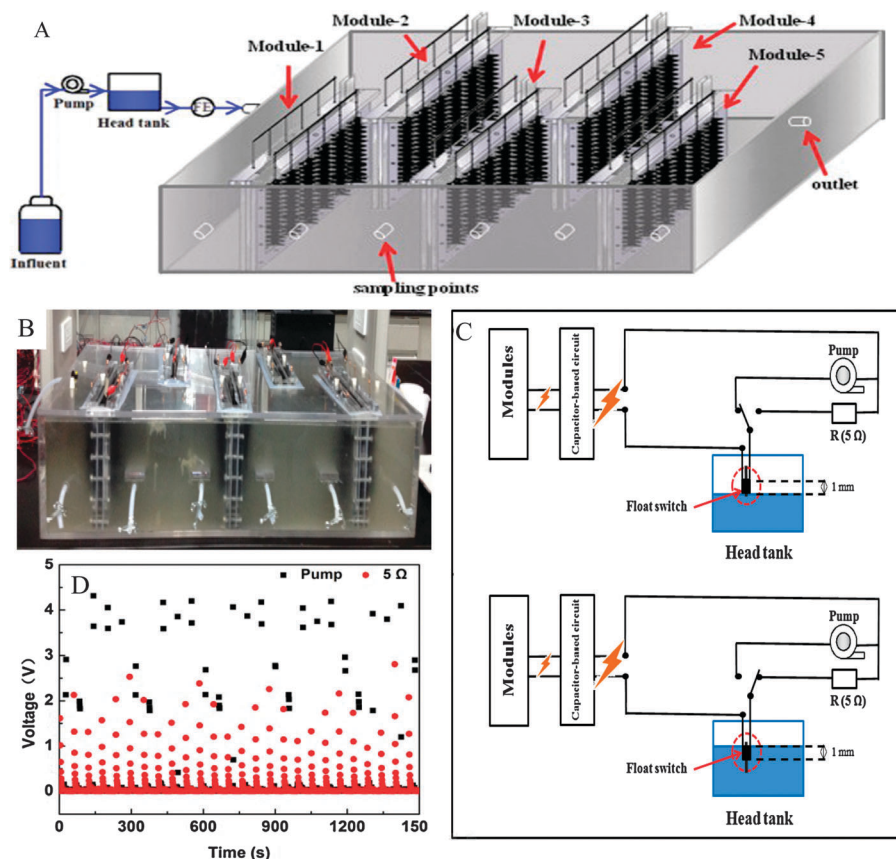 A
Module-1
Module-2
Module-3
Module-4
Module-5
Pump
Head tank
Influent
outlet
sampling points
B
C
Modules
Capacitor-based circuit
Pump
R (5 Ω)
Float switch
1 mm
Head tank
Modules
Capacitor-based circuit
Pump
R (5 Ω)
Float switch
1 mm
Head tank
D
Pump 5 Ω
Voltage (V)
5
4
3
2
1
0
0 300 600 900 1200 150
Time (s)